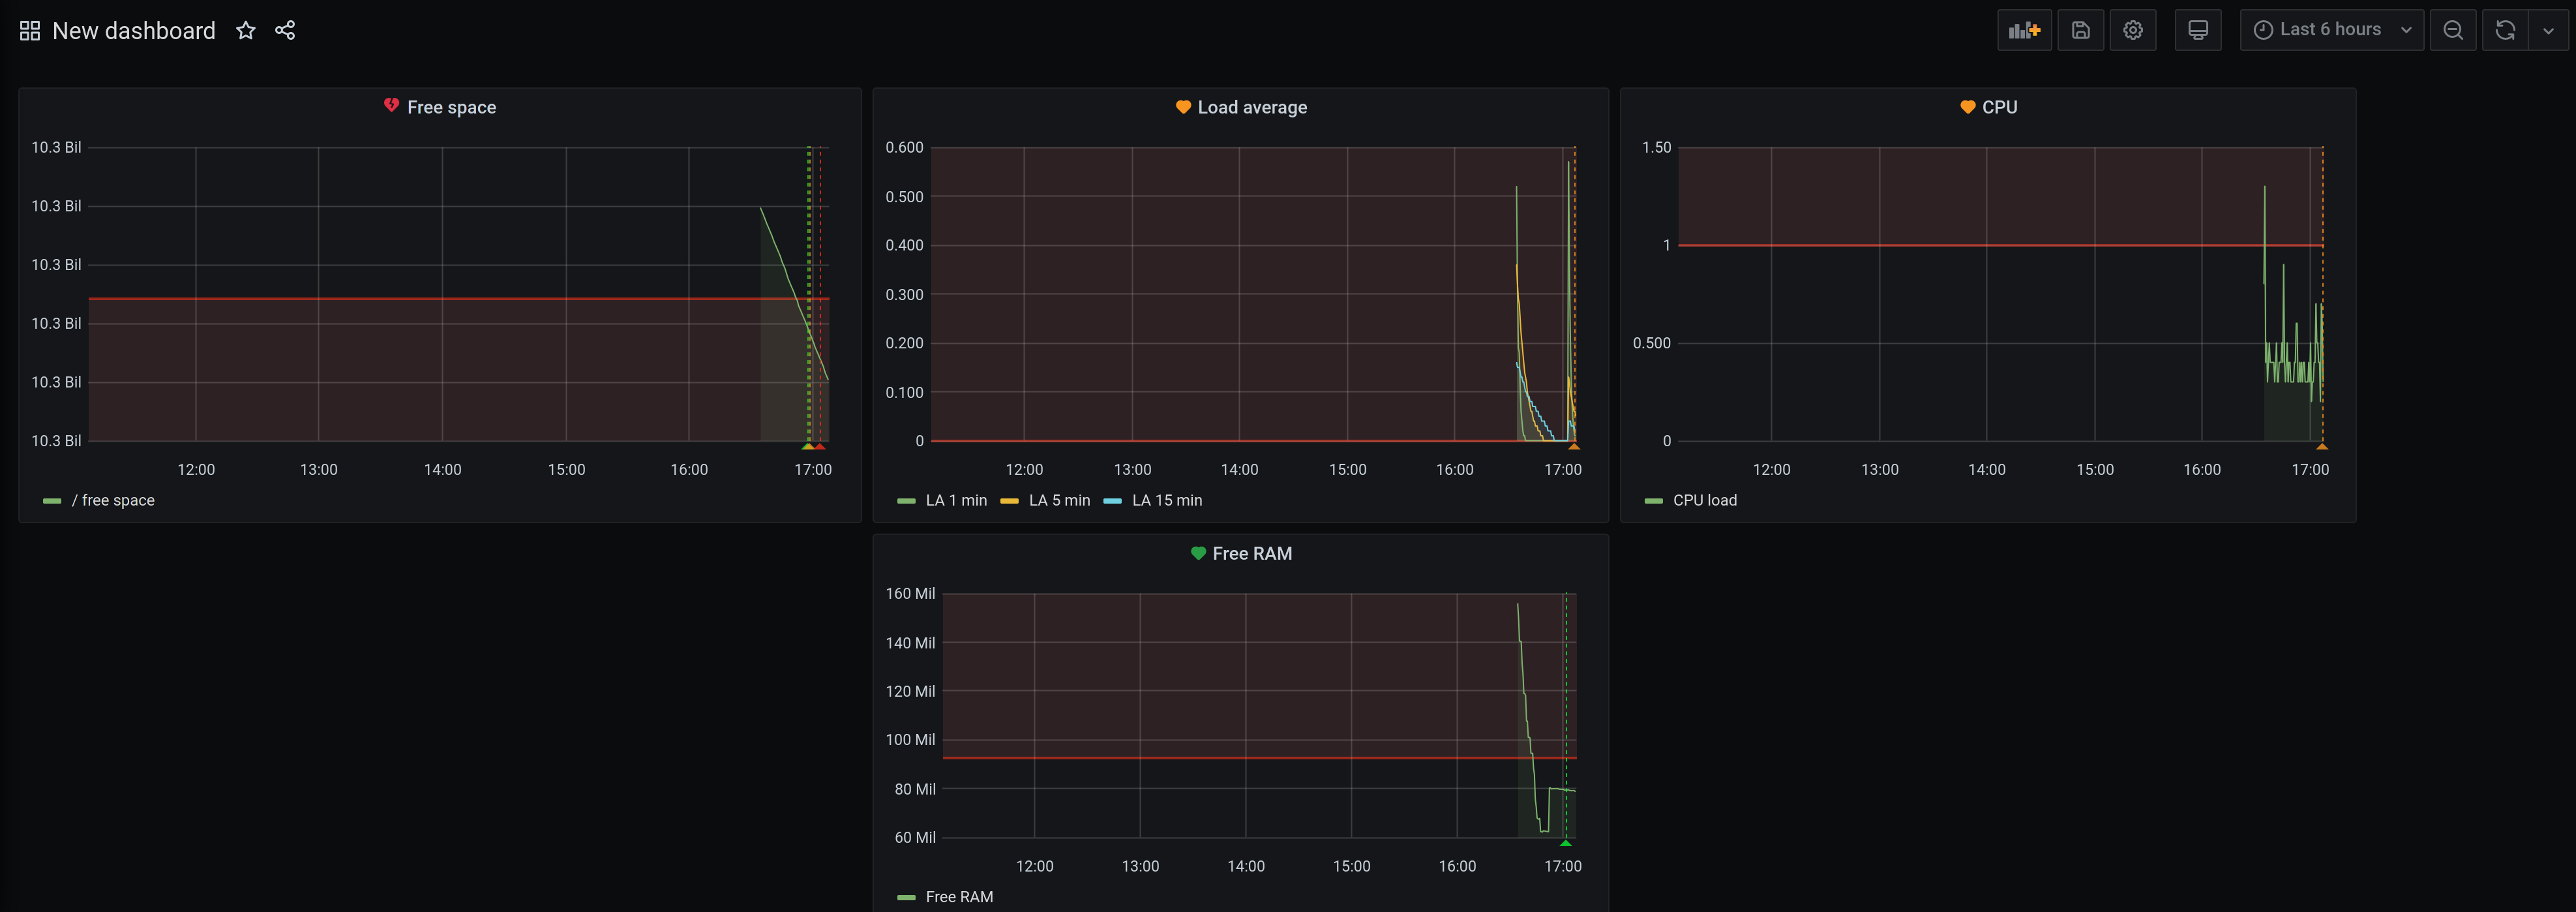 New dashboard
Last 6 hours
Free space
10.3 Bil
10.3 Bil
10.3 Bil
10.3 Bil
10.3 Bil
10.3 Bil
12:00 13:00 14:00 15:00 16:00 17:00
/ free space
Load average
0.600
0.500
0.400
0.300
0.200
0.100
0
12:00 13:00 14:00 15:00 16:00 17:00
LA 1 min LA 5 min LA 15 min
CPU
1.50
1
0.500
0
12:00 13:00 14:00 15:00 16:00 17:00
CPU load
Free RAM
160 Mil
140 Mil
120 Mil
100 Mil
80 Mil
60 Mil
12:00 13:00 14:00 15:00 16:00 17:00
Free RAM